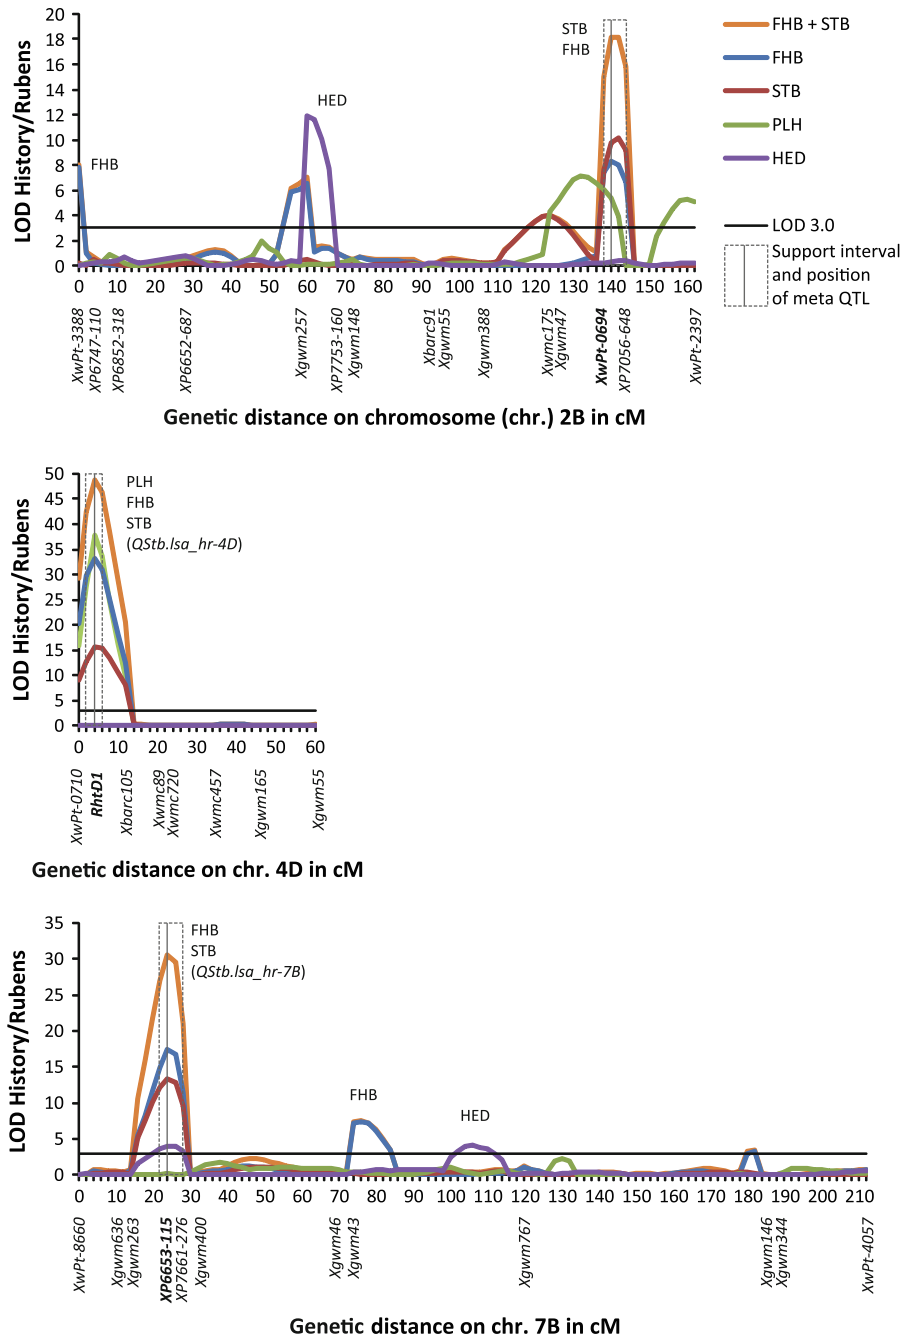 LOD History/Rubens
20
18
16
14
12
10
8
6
4
2
0
FHB
HED
STB
FHB
0 10 20 30 40 50 60 70 80 90 100 110 120 130 140 150 160
XwPt-3388
XP6747-110
XP6852-318
XP6652-687
Xgwm257
XP7753-160
Xgwm148
Xbarc91
Xgwm55
Xgwm388
Xwmc175
Xgwm47
XwPt-0694
XP7056-648
XwPt-2397
Genetic distance on chromosome (chr.) 2B in cM
FHB + STB
FHB
STB
PLH
HED
LOD 3.0
Support interval
and position
of meta QTL
LOD History/Rubens
50
45
40
35
30
25
20
15
10
5
0
PLH
FHB
STB
(QStb.lsa_hr-4D)
0 10 20 30 40 50 60
XwPt-0710
Rht-D1
Xbarc105
Xwmc89
Xwmc720
Xwmc457
Xgwm165
Xgwm55
Genetic distance on chr. 4D in cM
LOD History/Rubens
35
30
25
20
15
10
5
0
FHB
STB
(QStb.lsa_hr-7B)
FHB
HED
0 10 20 30 40 50 60 70 80 90 100 110 120 130 140 150 160 170 180 190 200 210
XwPt-8660
Xgwm636
Xgwm263
XP6653-115
XP7661-276
Xgwm400
Xgwm46
Xgwm43
Xgwm767
Xgwm146
Xgwm344
XwPt-4057
Genetic distance on chr. 7B in cM